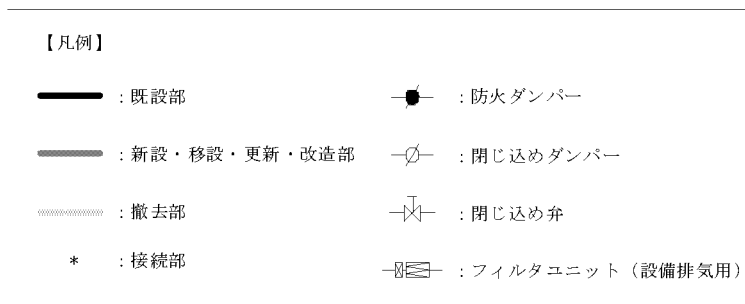 【凡例】
：既設部
：防火ダンパー
：新設・移設・更新・改造部
：閉じ込めダンパー
：撤去部
：閉じ込め弁
* ：接続部
：フィルタユニット（設備排気用）